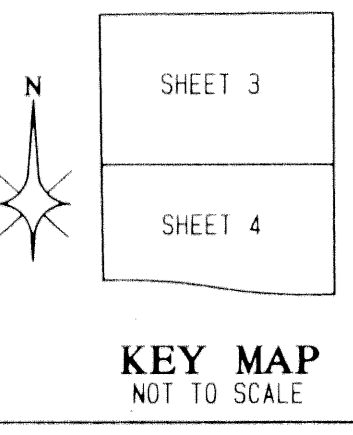 N
SHEET 3
SHEET 4
KEY MAP
NOT TO SCALE